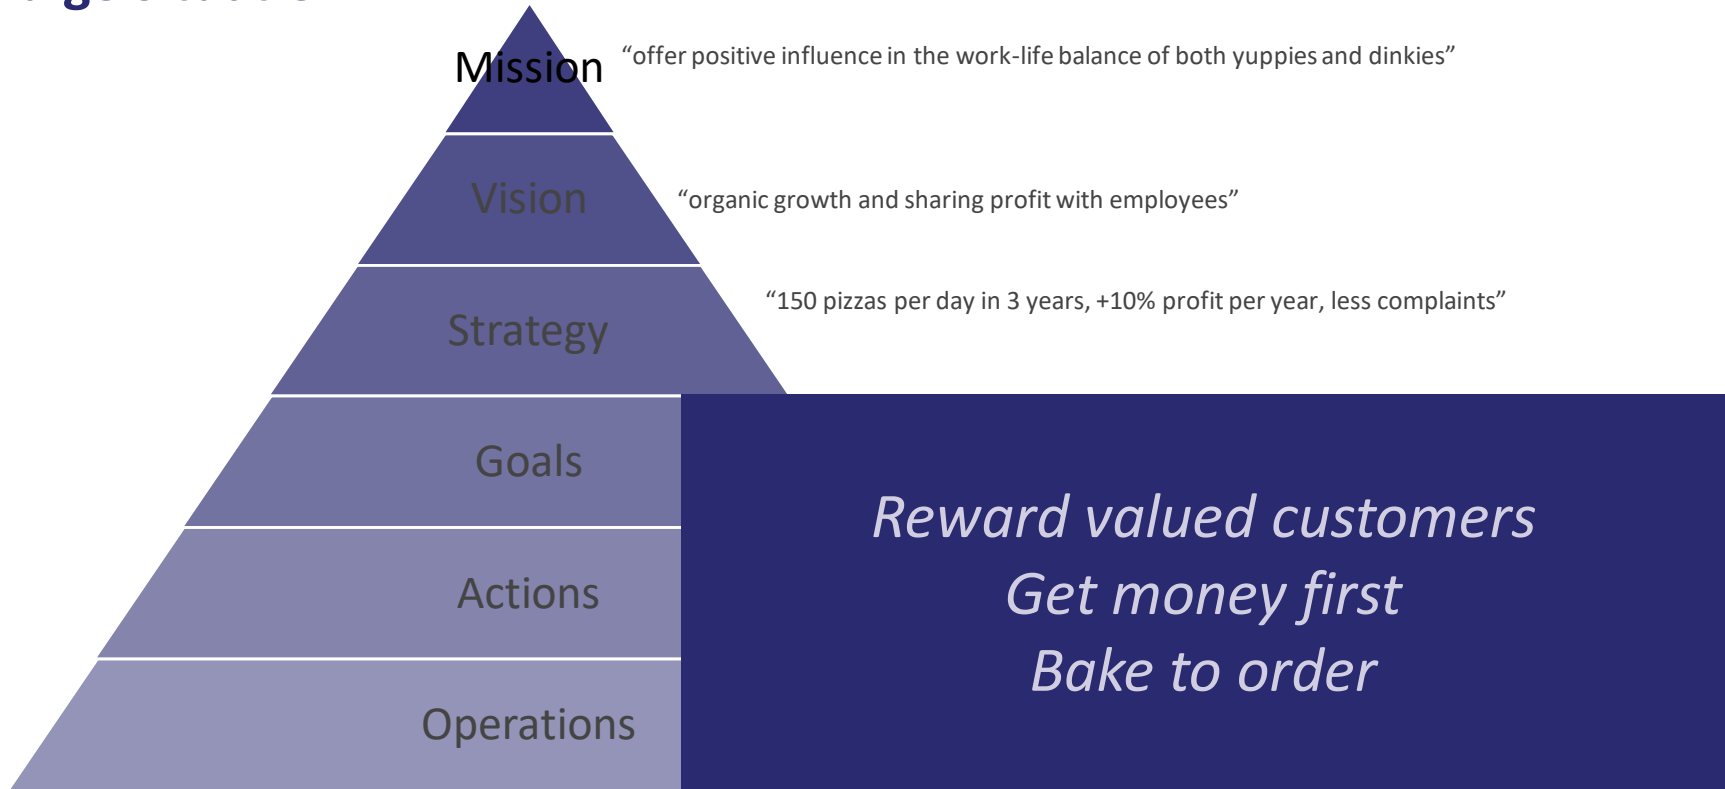 Mission
“offer positive influence in the work-life balance of both yuppies and dinkies”
Vision
“organic growth and sharing profit with employees”
Strategy
“150 pizzas per day in 3 years, +10% profit per year, less complaints”
Goals
Actions
Operations
Reward valued customers
Get money first
Bake to order